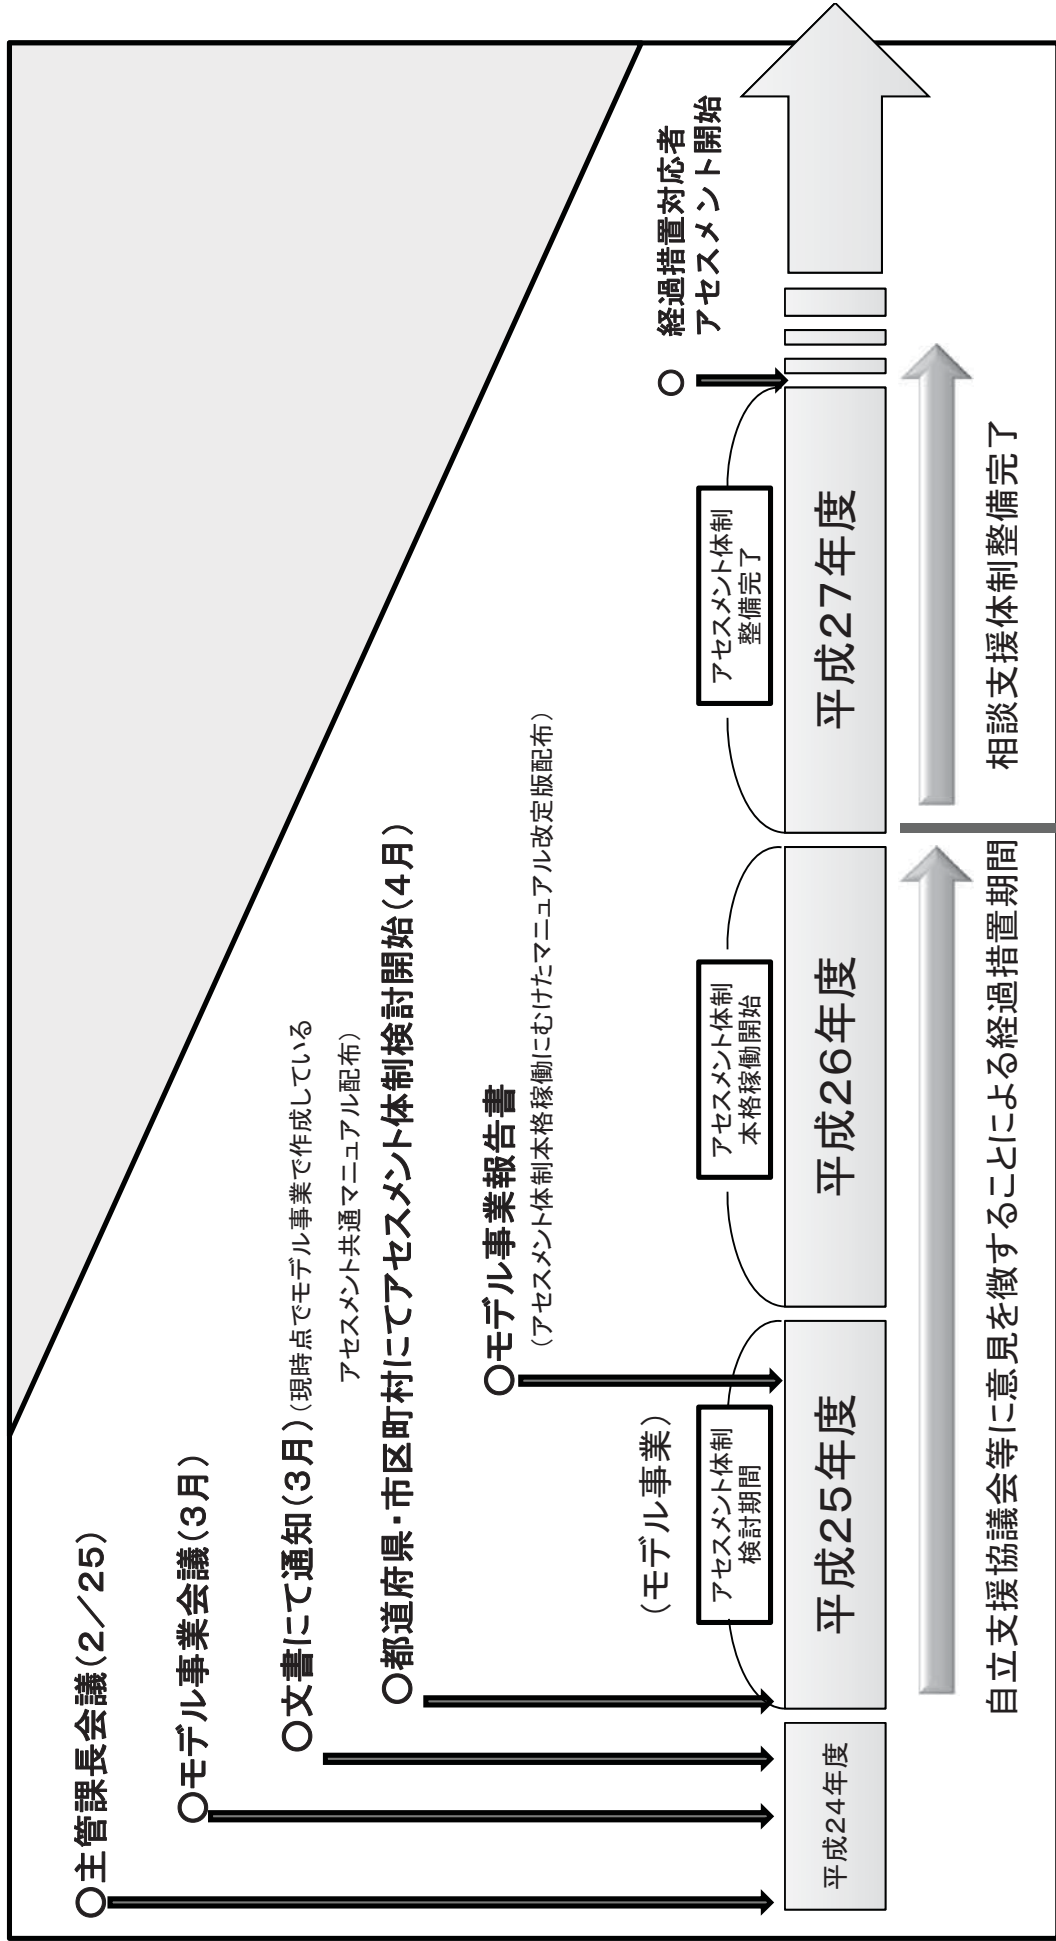 ○主管課長会議(2/25)
○モデル事業会議(3月)
○文書にて通知(3月)(現時点でモデル事業で作成している
アセスメント共通マニュアル配布)
○都道府県・市区町村にてアセスメント体制検討開始(4月)
○モデル事業報告書
(アセスメント体制本格稼働にむけたマニュアル改定版配布)
○ 経過措置対応者
アセスメント開始
(モデル事業)
アセスメント体制
検討期間
アセスメント体制
本格稼働開始
アセスメント体制
整備完了
平成24年度
平成25年度
平成26年度
平成27年度
自立支援協議会等に意見を徴することによる経過措置期間
相談支援体制整備完了